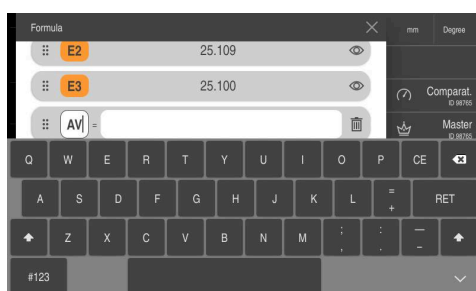 Formula
mm Degree
E2 25.109
E3 25.100
Comparat.
ID 98765
AV =
Master
ID 98765
Q W E R T Y U I O P CE
A S D F G H J K L = + RET
Z X C V B N M ; , : . — -
#123